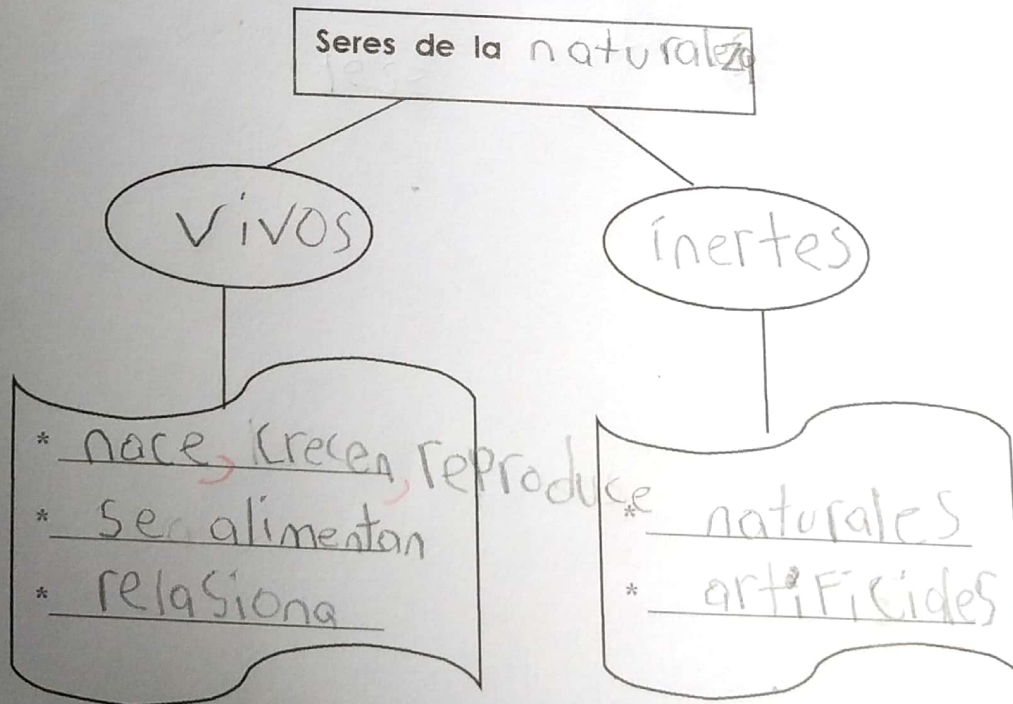 Seres de la naturaleza
vivos
inertes
* nace, crecen, reproduce
* se alimentan
* relasiona
* naturales
* artificiales